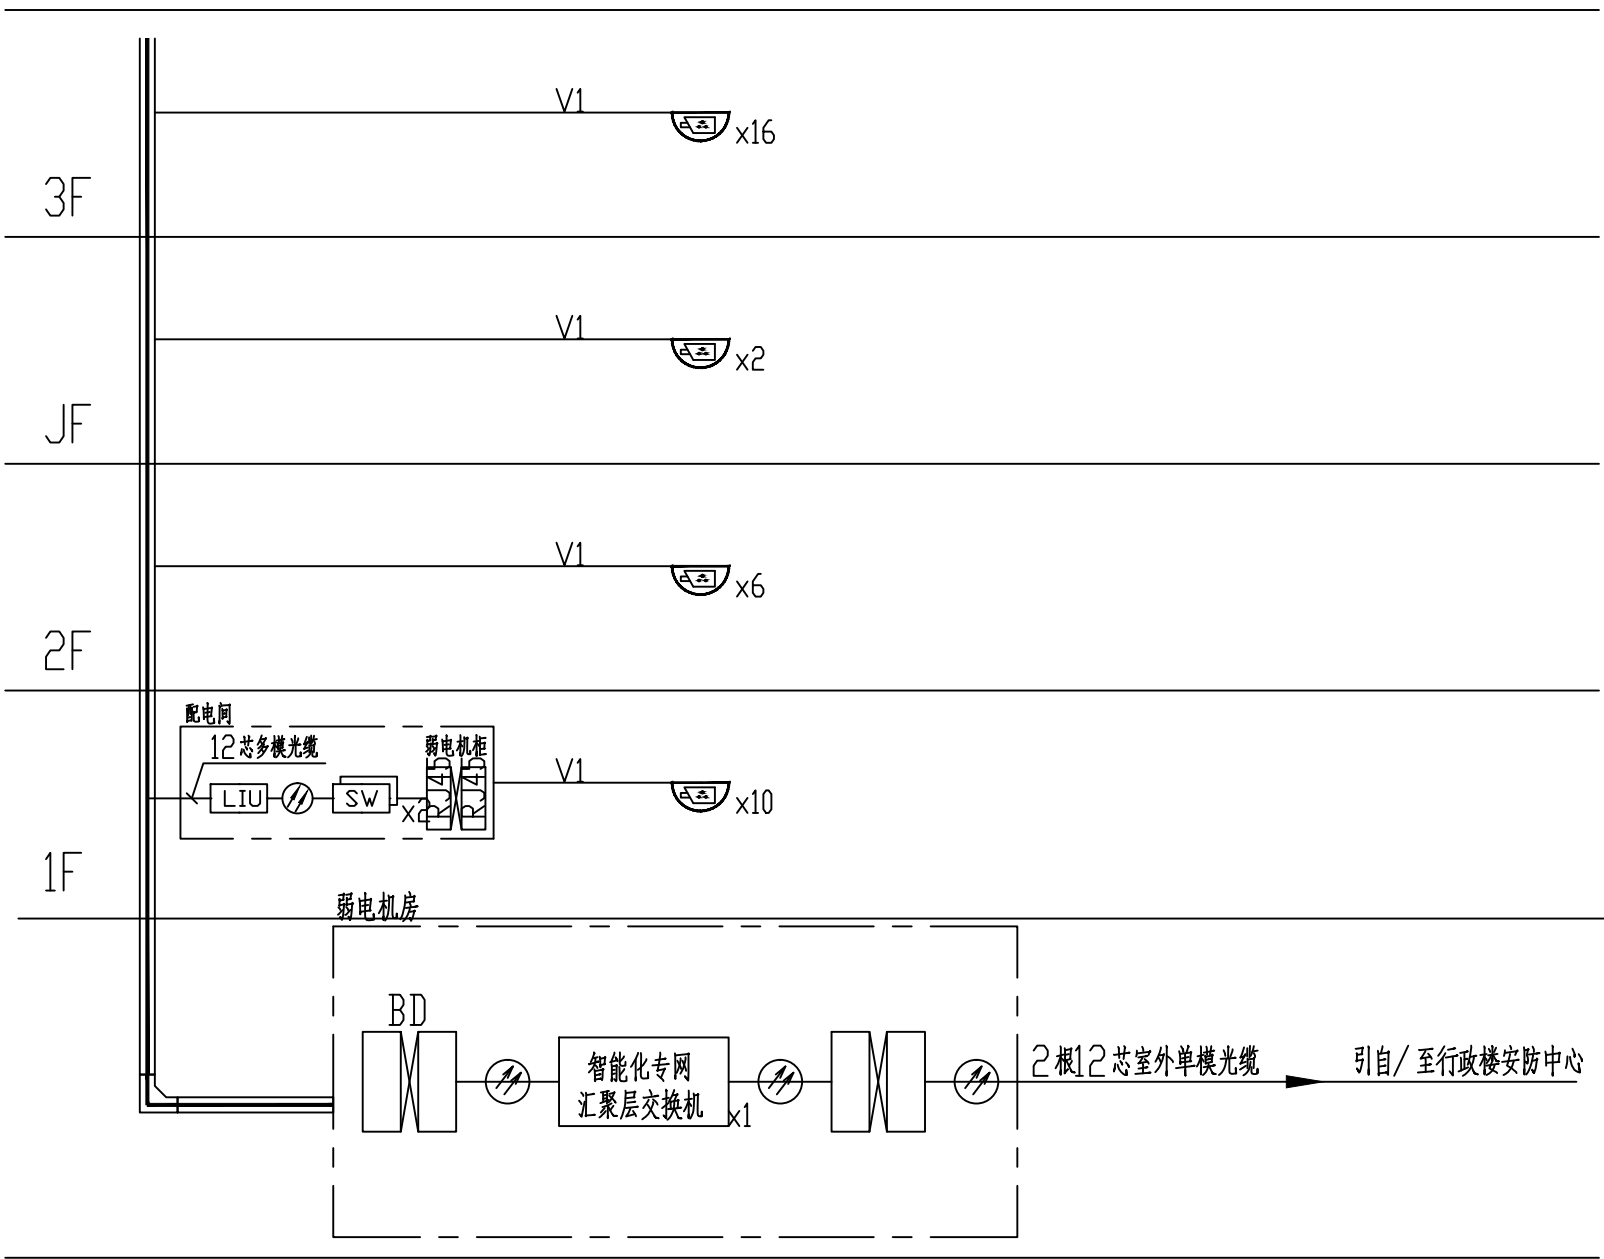 V1
x16
3F
V1
x2
JF
V1
x6
2F
配电间
12芯多模光缆
弱电机柜
LIU
SW
x2
RJ45
RJ45
V1
x10
1F
弱电机房
BD
智能化专网
汇聚层交换机
x1
2根12芯室外单模光缆
引自/至行政楼安防中心